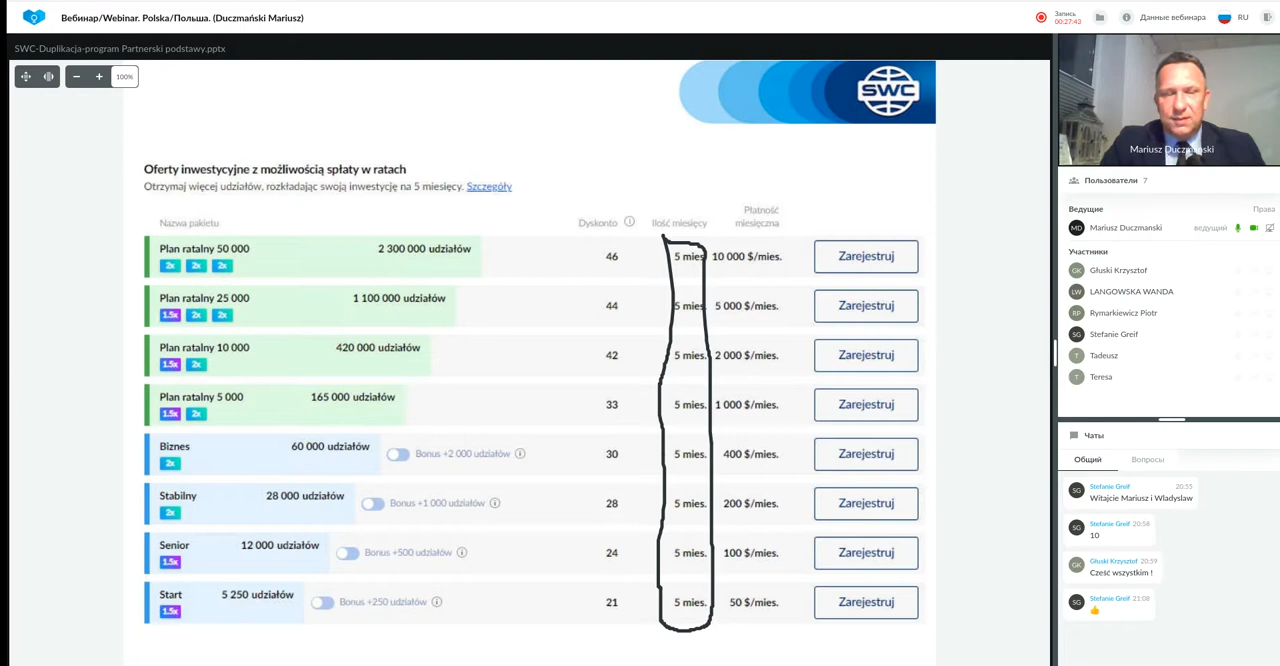 Вебинар/Webinar. Polska/Польша. (Duczmański Mariusz)
Запись
00:27:43
Данные вебинара
RU
SWC-Duplikacja-program Partnerski podstawy.pptx
100%
SWC
Oferty inwestycyjne z możliwością spłaty w ratach
Otrzymaj więcej udziałów, rozkładając swoją inwestycję na 5 miesięcy. Szczegóły
Nazwa pakietu Dyskonto Ilość miesięcy Płatność miesięczna
Plan ratalny 50 000 2 300 000 udziałów 46 5 mies. 10 000 $/mies. Zarejestruj
2x 2x 2x
Plan ratalny 25 000 1 100 000 udziałów 44 5 mies. 5 000 $/mies. Zarejestruj
1.5x 2x 2x
Plan ratalny 10 000 420 000 udziałów 42 5 mies. 2 000 $/mies. Zarejestruj
1.5x 2x
Plan ratalny 5 000 165 000 udziałów 33 5 mies. 1 000 $/mies. Zarejestruj
1.5x 2x
Biznes 60 000 udziałów Bonus +2 000 udziałów 30 5 mies. 400 $/mies. Zarejestruj
2x
Stabilny 28 000 udziałów Bonus +1 000 udziałów 28 5 mies. 200 $/mies. Zarejestruj
2x
Senior 12 000 udziałów Bonus +500 udziałów 24 5 mies. 100 $/mies. Zarejestruj
1.5x
Start 5 250 udziałów Bonus +250 udziałów 21 5 mies. 50 $/mies. Zarejestruj
1.5x
Mariusz Duczmanski
Пользователи 7
Ведущие Права
MD Mariusz Duczmanski ведущий
Участники
GK Głuski Krzysztof
LW LANGOWSKA WANDA
RP Rymarkiewicz Piotr
SG Stefanie Greif
T Tadeusz
T Teresa
Чаты
Общий Вопросы
SG Stefanie Greif 20:55
Witajcie Mariusz i Wladyslaw
SG Stefanie Greif 20:58
10
GK Głuski Krzysztof 20:59
Cześć wszystkim !
SG Stefanie Greif 21:08
👍